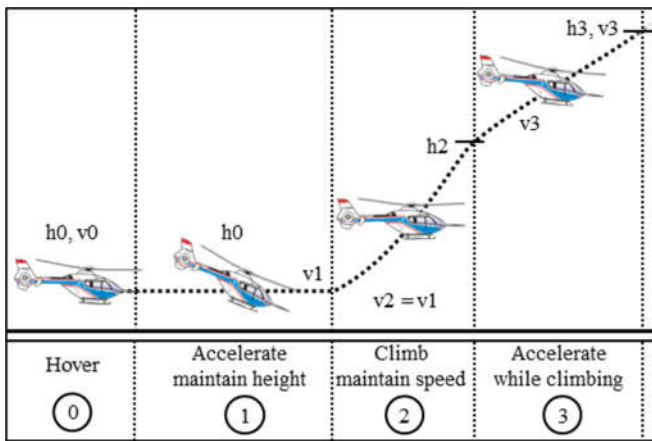 h0, v0
h0
v1
v2 = v1
h2
v3
h3, v3
Hover
0
Accelerate
maintain height
1
Climb
maintain speed
2
Accelerate
while climbing
3